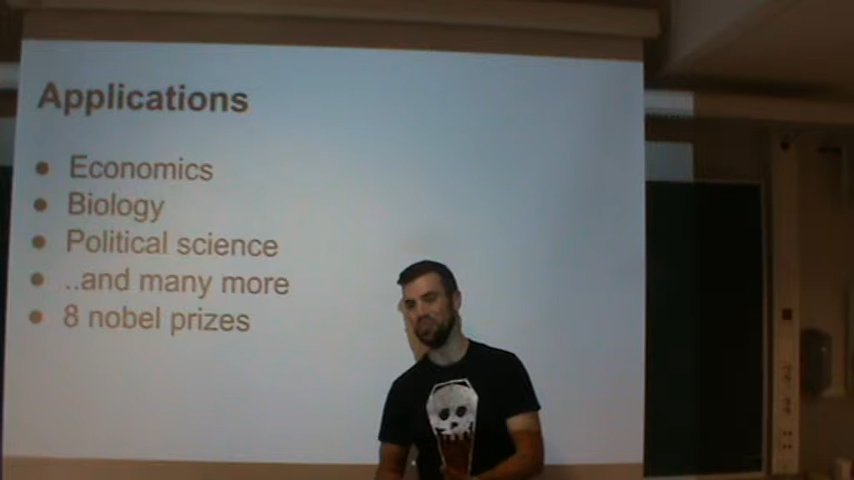 Applications
● Economics
● Biology
● Political science
● ..and many more
● 8 nobel prizes